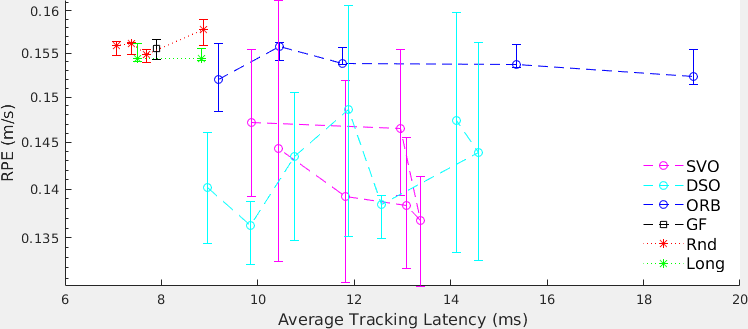 0.16
0.155
0.15
0.145
0.14
0.135
RPE (m/s)
6 8 10 12 14 16 18 20
Average Tracking Latency (ms)
SVO
DSO
ORB
GF
Rnd
Long